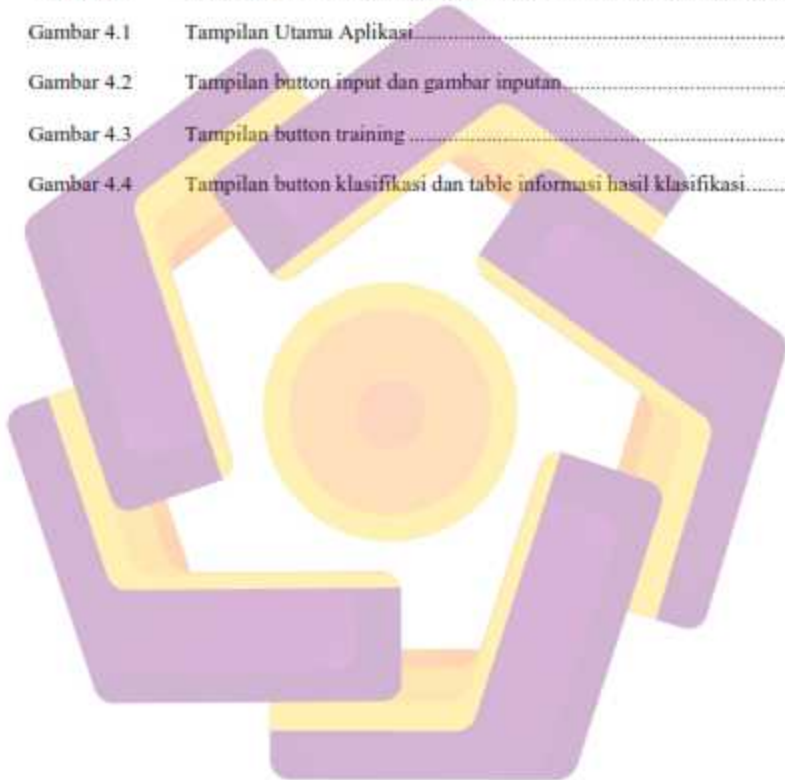 Gambar 4.1 Tampilan Utama Aplikasi
Gambar 4.2 Tampilan button input dan gambar inputan
Gambar 4.3 Tampilan button training
Gambar 4.4 Tampilan button klasifikasi dan table informasi hasil klasifikasi